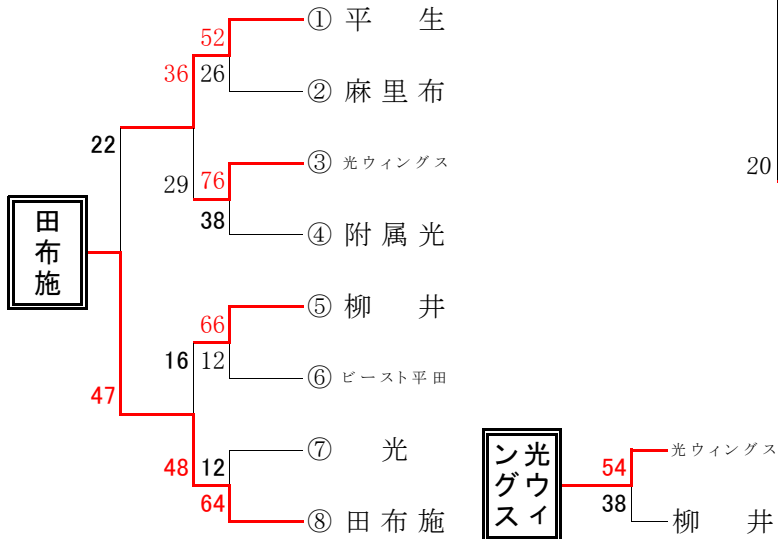 ① 平 生
52
36 26
② 麻里布
22
③ 光ウィングス
29 76
20
38
④ 附属光
田布施
⑤ 柳 井
66
16 12
⑥ ビースト平田
47
⑦ 光
48 12
64
⑧ 田布施
光ウィングス
光ウィングス
54
38
柳 井